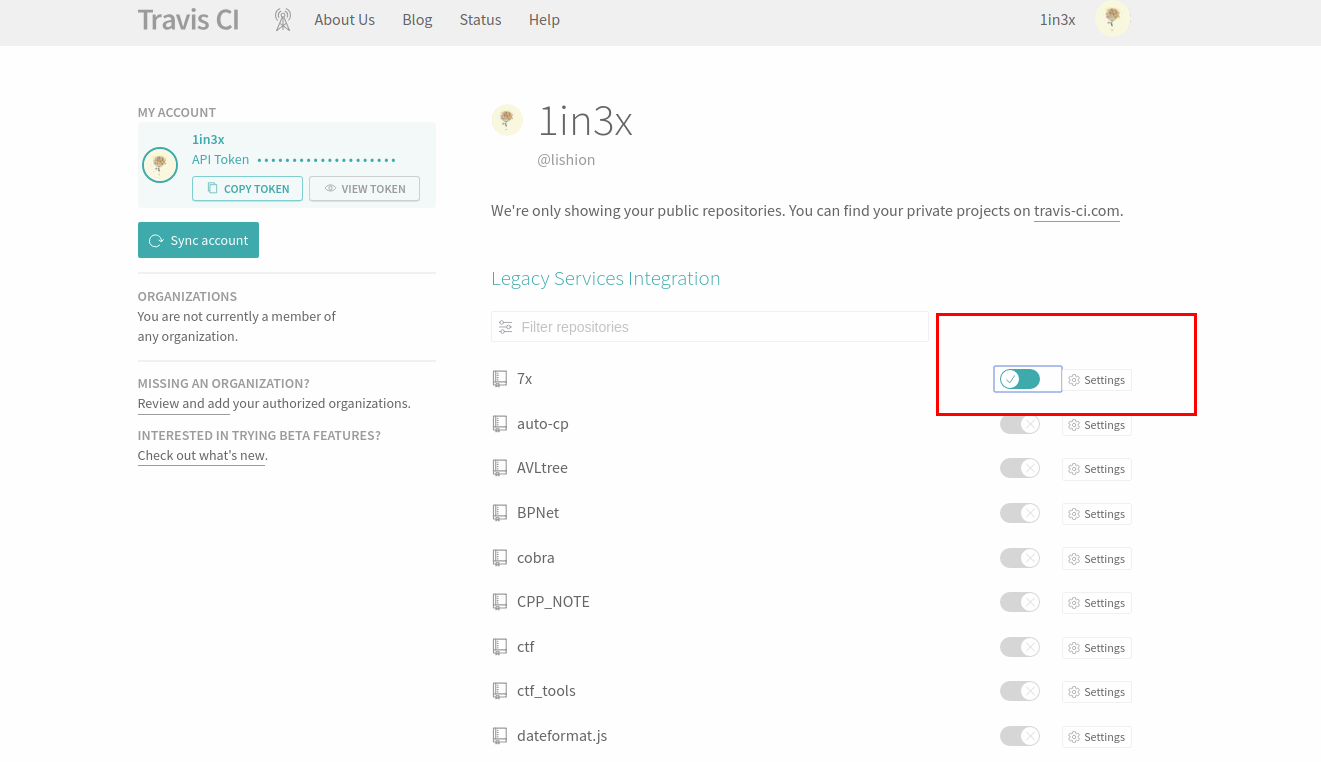 Travis CI About Us Blog Status Help 1in3x
MY ACCOUNT
1in3x
API Token ••••••••••••••••••••
COPY TOKEN VIEW TOKEN
Sync account
ORGANIZATIONS
You are not currently a member of
any organization.
MISSING AN ORGANIZATION?
Review and add your authorized organizations.
INTERESTED IN TRYING BETA FEATURES?
Check out what's new.
1in3x
@lishion
We're only showing your public repositories. You can find your private projects on travis-ci.com.
Legacy Services Integration
Filter repositories
7x Settings
auto-cp Settings
AVLtree Settings
BPNet Settings
cobra Settings
CPP_NOTE Settings
ctf Settings
ctf_tools Settings
dateformat.js Settings